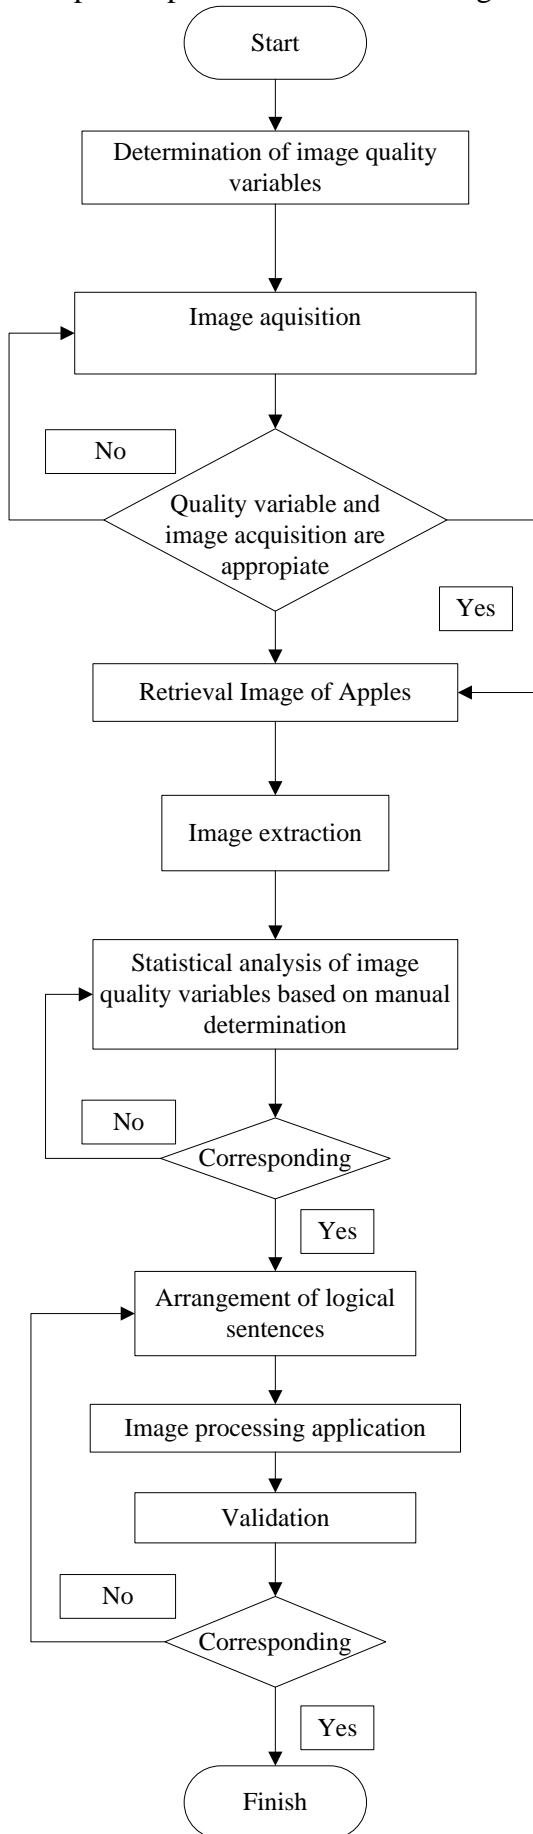 Start
Determination of image quality
variables
Image aquisition
No
Quality variable and
image acquisition are
appropiate
Yes
Retrieval Image of Apples
Image extraction
Statistical analysis of image
quality variables based on manual
determination
No
Corresponding
Yes
Arrangement of logical
sentences
Image processing application
Validation
No
Corresponding
Yes
Finish